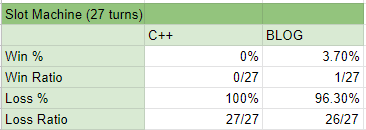 Slot Machine (27 turns)
C++ BLOG
Win % 0% 3.70%
Win Ratio 0/27 1/27
Loss % 100% 96.30%
Loss Ratio 27/27 26/27